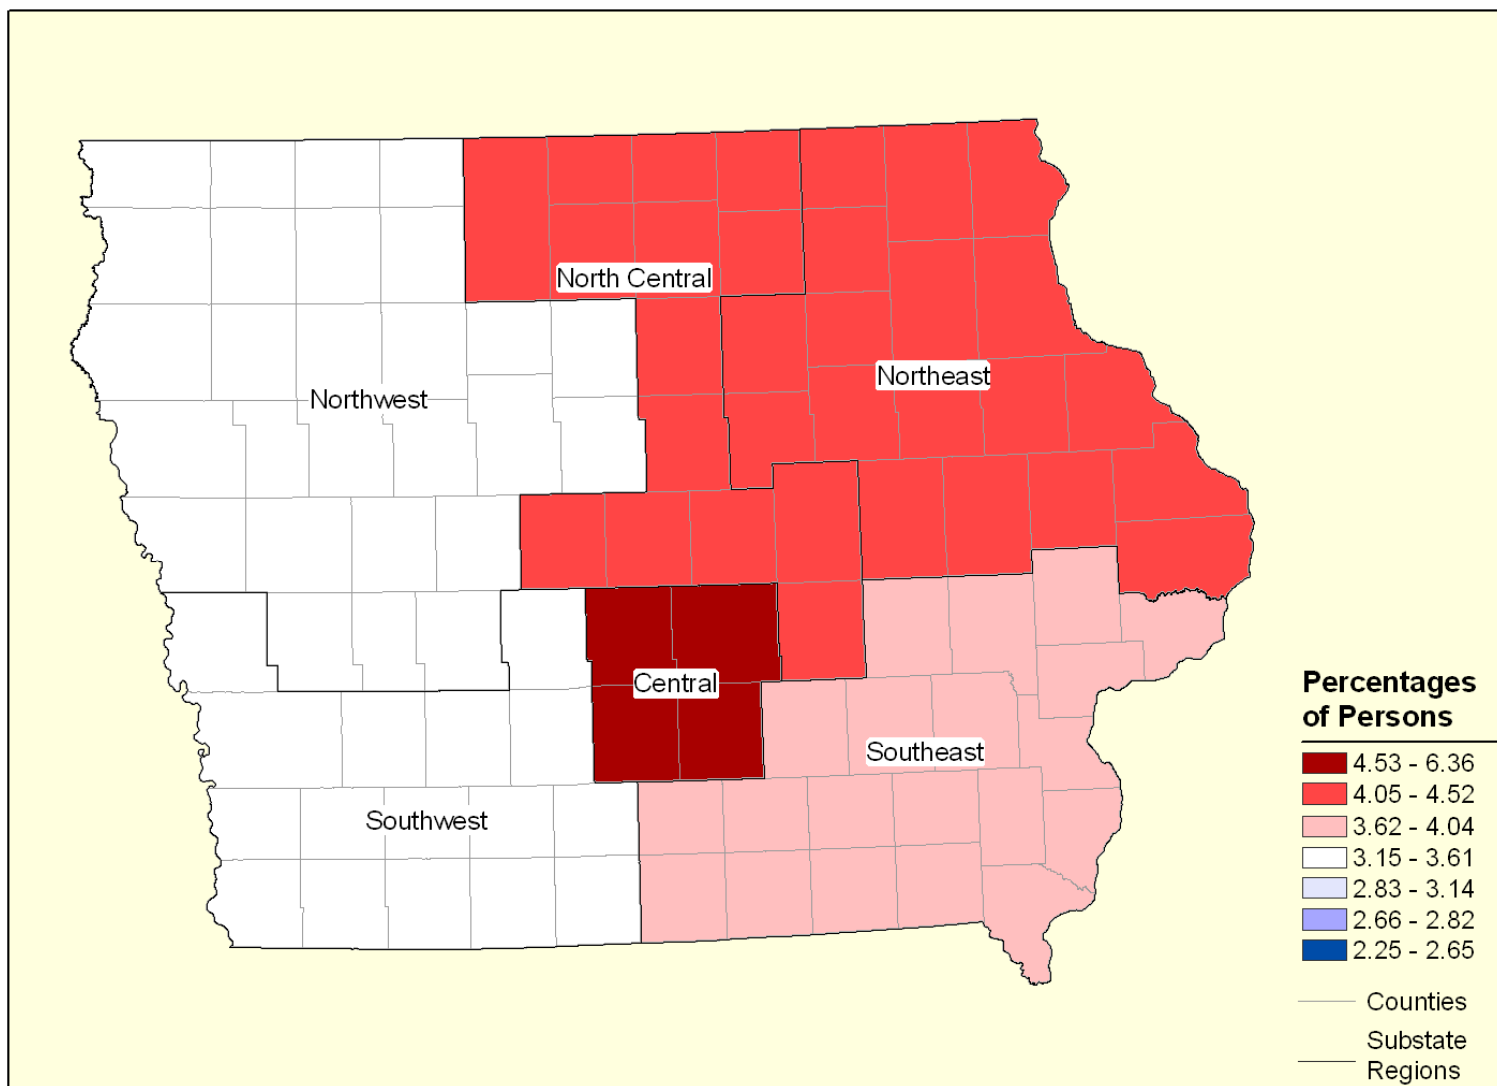 North Central
Northeast
Northwest
Central
Southeast
Southwest
Percentages
of Persons
4.53 - 6.36
4.05 - 4.52
3.62 - 4.04
3.15 - 3.61
2.83 - 3.14
2.66 - 2.82
2.25 - 2.65
Counties
Substate
Regions